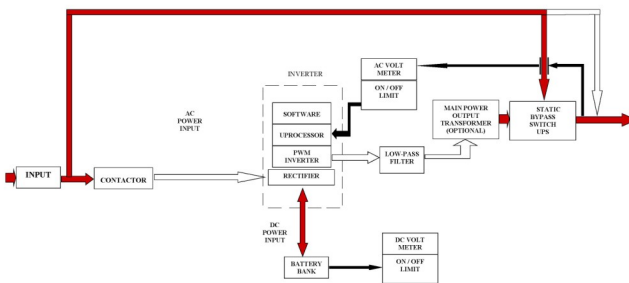 AC VOLT
METER
ON / OFF
LIMIT
INVERTER
AC
POWER
INPUT
SOFTWARE
UPROCESSOR
PWM
INVERTER
RECTIFIER
MAIN POWER
OUTPUT
TRANSFORMER
(OPTIONAL)
STATIC
BYPASS
SWITCH
UPS
LOW-PASS
FILTER
INPUT
CONTACTOR
DC
POWER
INPUT
BATTERY
BANK
DC VOLT
METER
ON / OFF
LIMIT